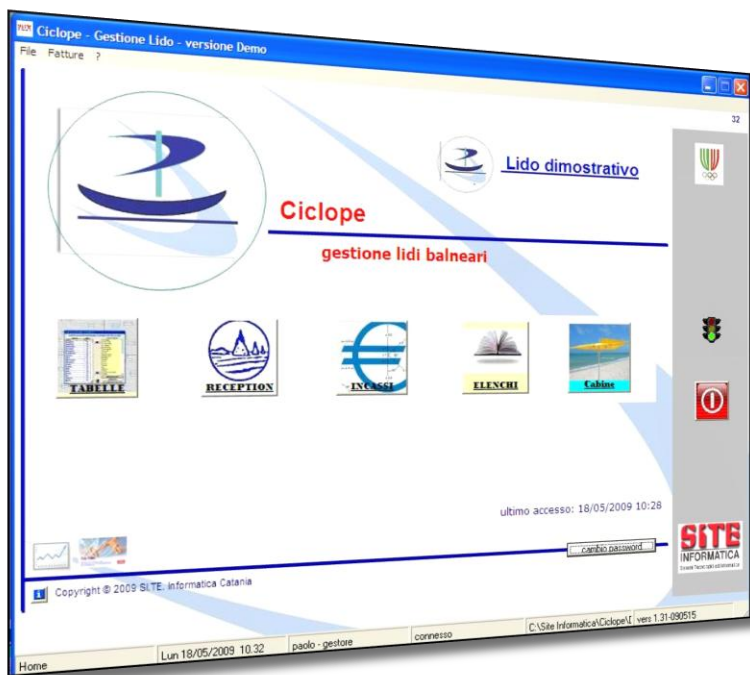 Ciclope - Gestione Lido - versione Demo
File Fatture ?
32
Lido dimostrativo
Ciclope
gestione lidi balneari
TABELLE
RECEPTION
INCASSI
ELENCHI
Cabine
ultimo accesso: 18/05/2009 10:28
cambio password
SITE
INFORMATICA
Copyright © 2009 SI.TE. Informatica Catania
Home
Lun 18/05/2009 10.32
paolo - gestore
connesso
C:\Site Informatica\Ciclope\
vers 1.31-090515